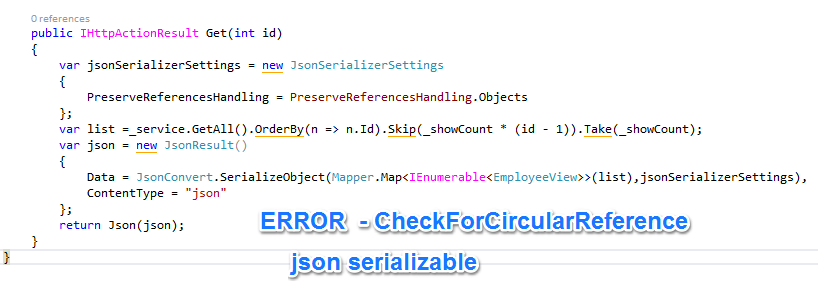 0 references
public IHttpActionResult Get(int id)
{
var jsonSerializerSettings = new JsonSerializerSettings
{
PreserveReferencesHandling = PreserveReferencesHandling.Objects
};
var list =_service.GetAll().OrderBy(n => n.Id).Skip(_showCount * (id - 1)).Take(_showCount);
var json = new JsonResult()
{
Data = JsonConvert.SerializeObject(Mapper.Map<IEnumerable<EmployeeView>>(list),jsonSerializerSettings),
ContentType = "json"
};
return Json(json);
ERROR - CheckForCircularReference
}
json serializable
}